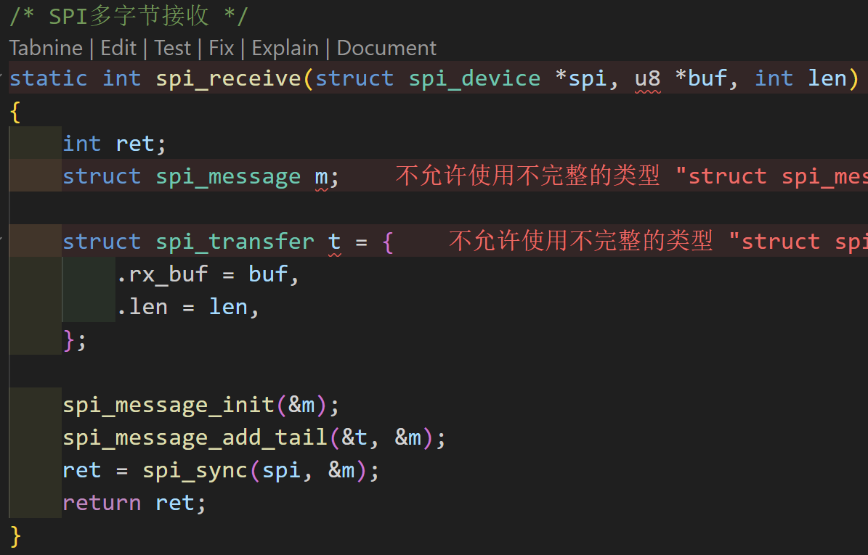 /* SPI多字节接收 */
Tabnine | Edit | Test | Fix | Explain | Document
static int spi_receive(struct spi_device *spi, u8 *buf, int len)
{
    int ret;
    struct spi_message m;    不允许使用不完整的类型 "struct spi_mes
    struct spi_transfer t = {    不允许使用不完整的类型 "struct spi
        .rx_buf = buf,
        .len = len,
    };
    spi_message_init(&m);
    spi_message_add_tail(&t, &m);
    ret = spi_sync(spi, &m);
    return ret;
}